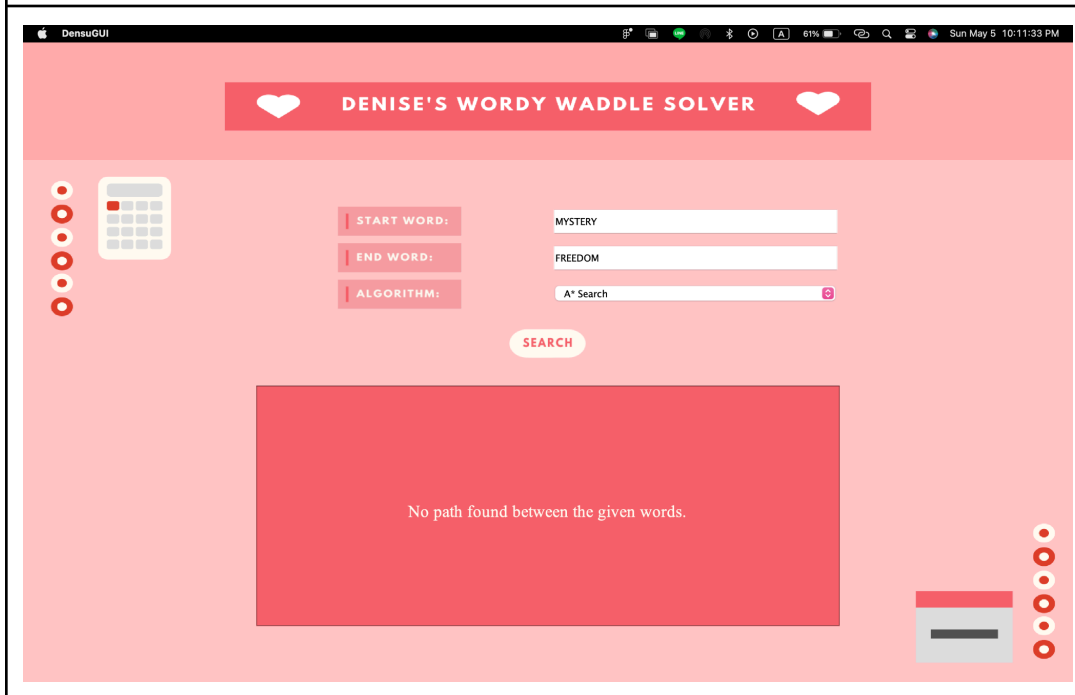 DensuGUI A 61% Sun May 5 10:11:33 PM
DENISE'S WORDY WADDLE SOLVER
START WORD: MYSTERY
END WORD: FREEDOM
ALGORITHM: A* Search
SEARCH
No path found between the given words.